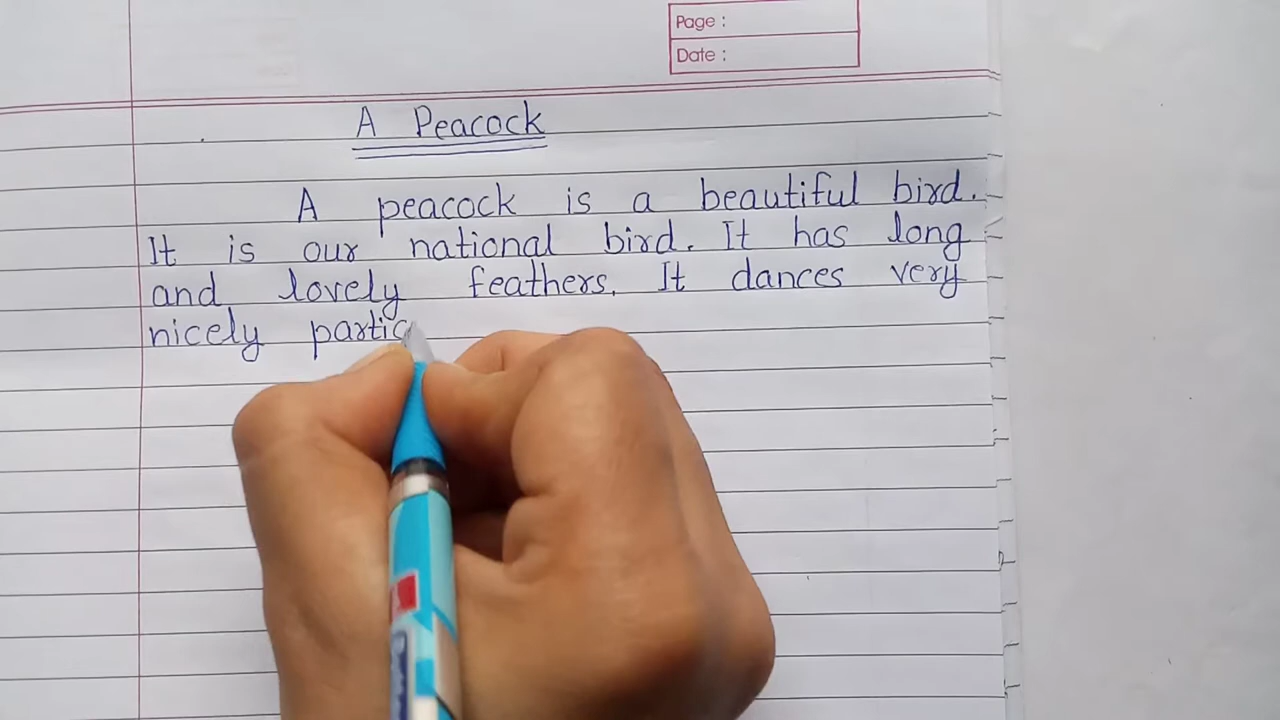 Page :
Date :
A Peacock
A peacock is a beautiful bird.
It is our national bird. It has long
and lovely feathers. It dances very
nicely partic